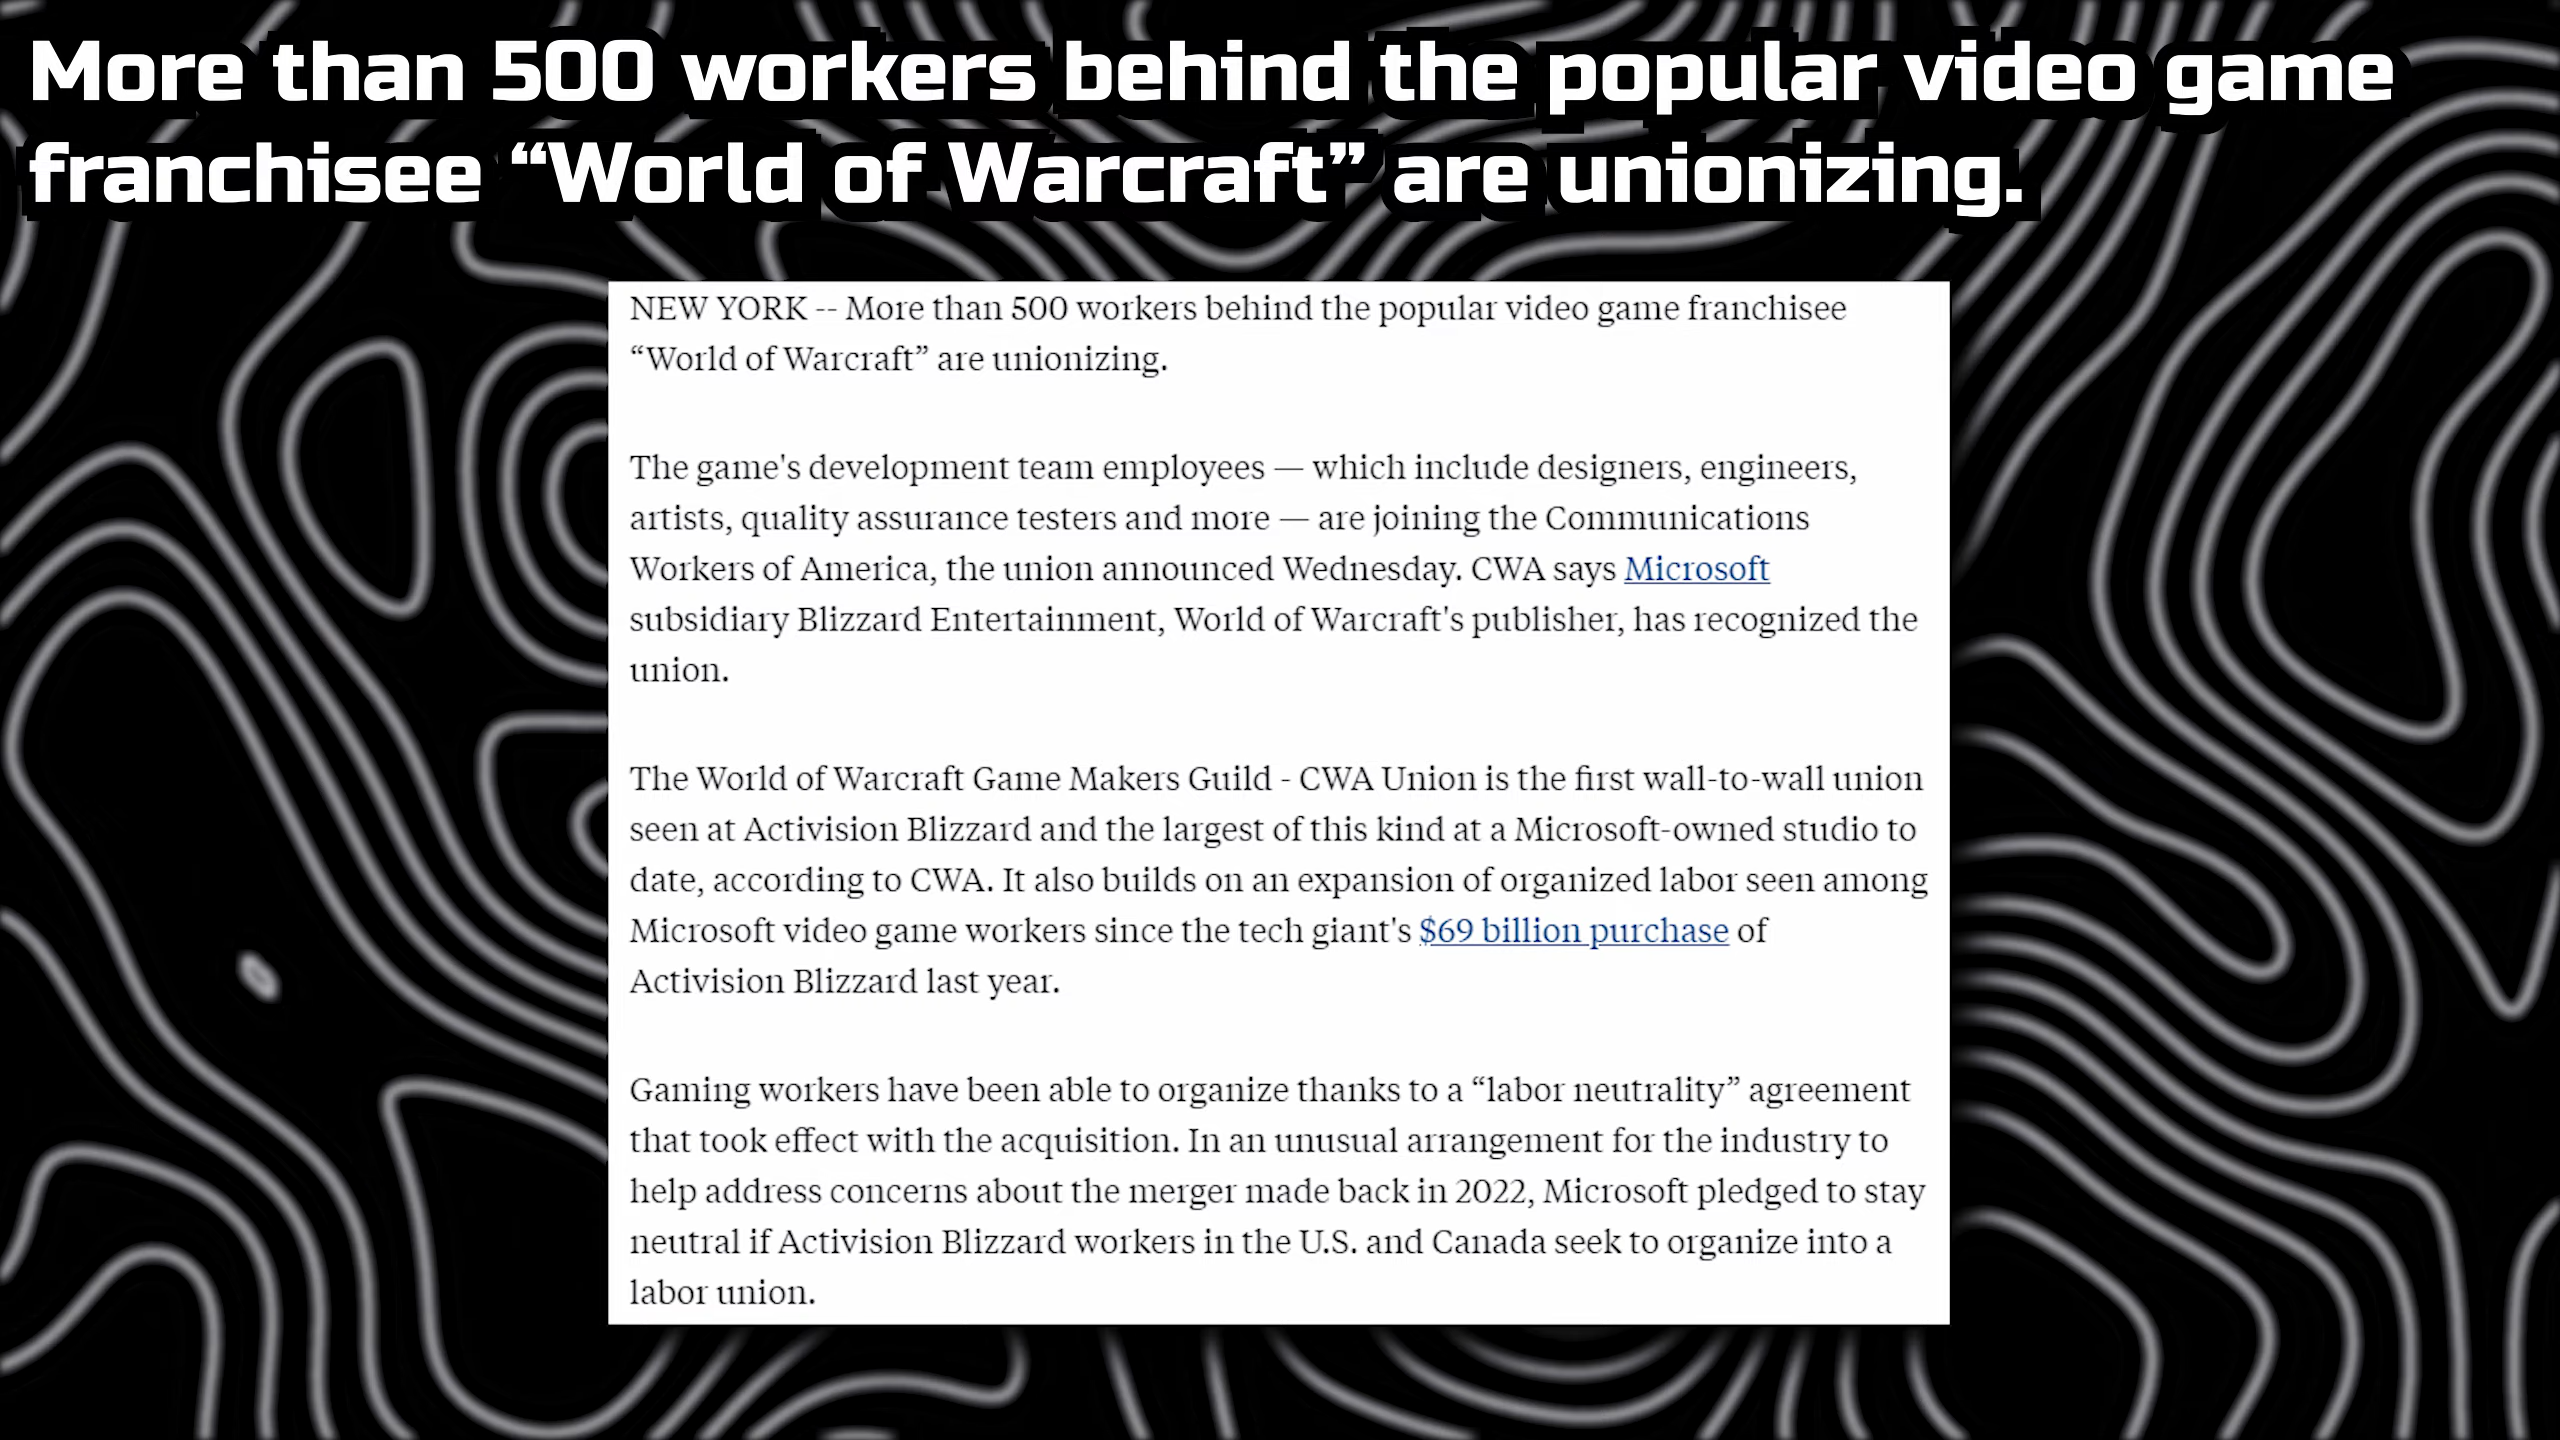 More than 500 workers behind the popular video game
franchisee “World of Warcraft” are unionizing.
NEW YORK -- More than 500 workers behind the popular video game franchisee
“World of Warcraft” are unionizing.
The game's development team employees — which include designers, engineers,
artists, quality assurance testers and more — are joining the Communications
Workers of America, the union announced Wednesday. CWA says Microsoft
subsidiary Blizzard Entertainment, World of Warcraft's publisher, has recognized the
union.
The World of Warcraft Game Makers Guild - CWA Union is the first wall-to-wall union
seen at Activision Blizzard and the largest of this kind at a Microsoft-owned studio to
date, according to CWA. It also builds on an expansion of organized labor seen among
Microsoft video game workers since the tech giant's $69 billion purchase of
Activision Blizzard last year.
Gaming workers have been able to organize thanks to a “labor neutrality” agreement
that took effect with the acquisition. In an unusual arrangement for the industry to
help address concerns about the merger made back in 2022, Microsoft pledged to stay
neutral if Activision Blizzard workers in the U.S. and Canada seek to organize into a
labor union.